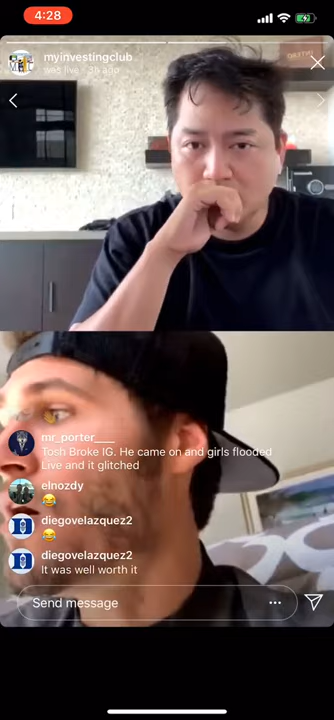 4:28
myinvestingclub
was live • 3h ago
mr_porter____
Tosh Broke IG. He came on and girls flooded
Live and it glitched
elnozdy
😂
diegovelazquez2
😂
diegovelazquez2
It was well worth it
Send message